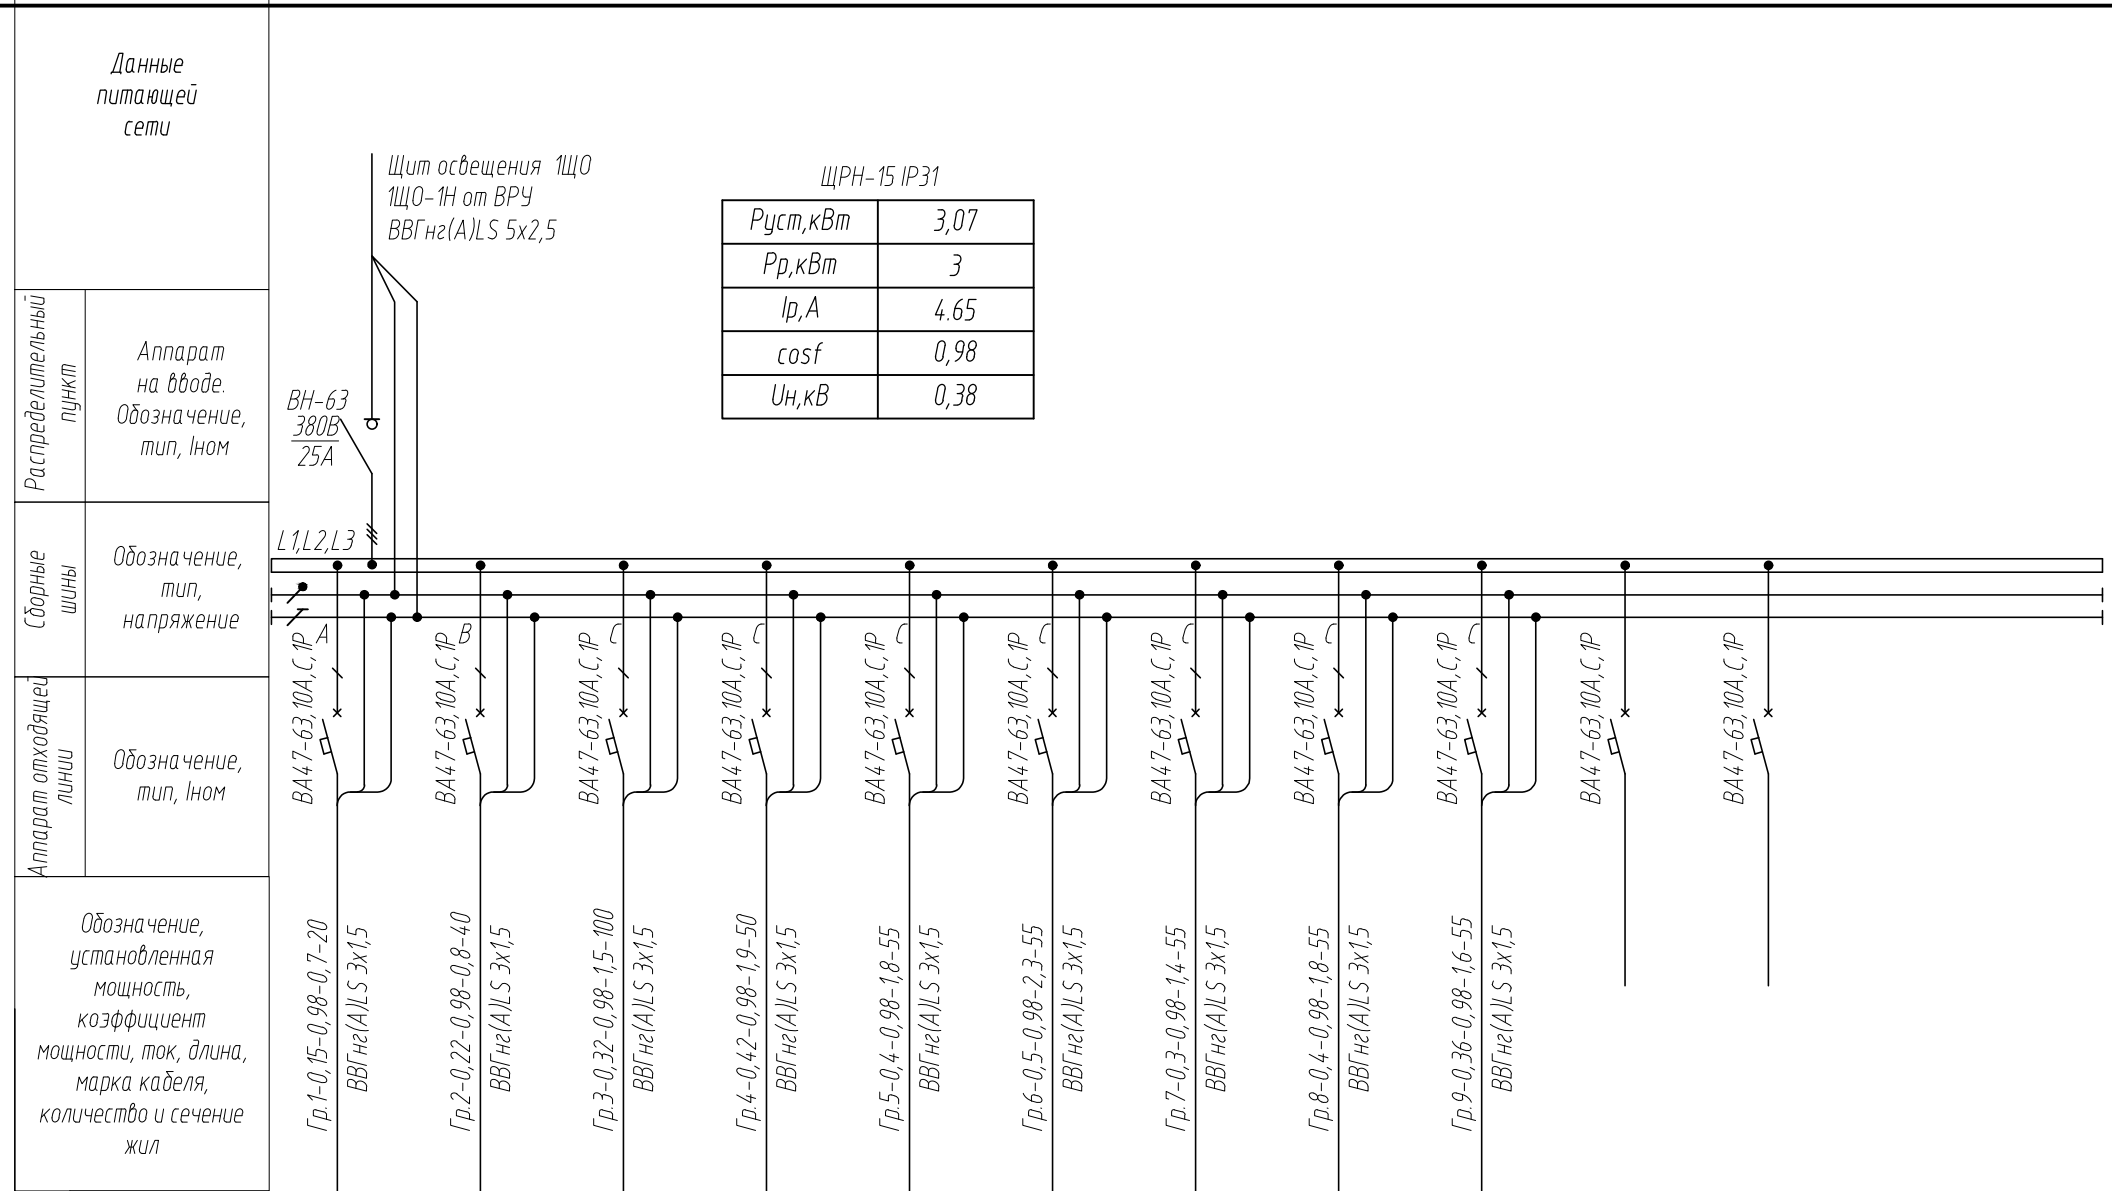 Данные
питающей
сети
Щит освещения 1ЩО
1ЩО-1Н от ВРУ
ВВГнг(А)LS 5х2,5
ЩРН-15 IP31
Руст,кВт 3,07
Рр,кВт 3
Iр,А 4.65
cosf 0,98
Uн,кВ 0,38
Распределительный
пункт
Аппарат
на вводе.
Обозначение,
тип, Iном
ВН-63
380В
25А
Сборные
шины
Обозначение,
тип,
напряжение
L1,L2,L3
A B C C C C C C C
Аппарат отходящей
линии
Обозначение,
тип, Iном
ВА47-63,10А,С,1Р
ВА47-63,10А,С,1Р
ВА47-63,10А,С,1Р
ВА47-63,10А,С,1Р
ВА47-63,10А,С,1Р
ВА47-63,10А,С,1Р
ВА47-63,10А,С,1Р
ВА47-63,10А,С,1Р
ВА47-63,10А,С,1Р
ВА47-63,10А,С,1Р
ВА47-63,10А,С,1Р
Обозначение,
установленная
мощность,
коэффициент
мощности, ток, длина,
марка кабеля,
количество и сечение
жил
Гр.1-0,15-0,98-0,7-20
ВВГнг(А)LS 3х1,5
Гр.2-0,22-0,98-0,8-40
ВВГнг(А)LS 3х1,5
Гр.3-0,32-0,98-1,5-100
ВВГнг(А)LS 3х1,5
Гр.4-0,42-0,98-1,9-50
ВВГнг(А)LS 3х1,5
Гр.5-0,4-0,98-1,8-55
ВВГнг(А)LS 3х1,5
Гр.6-0,5-0,98-2,3-55
ВВГнг(А)LS 3х1,5
Гр.7-0,3-0,98-1,4-55
ВВГнг(А)LS 3х1,5
Гр.8-0,4-0,98-1,8-55
ВВГнг(А)LS 3х1,5
Гр.9-0,36-0,98-1,6-55
ВВГнг(А)LS 3х1,5